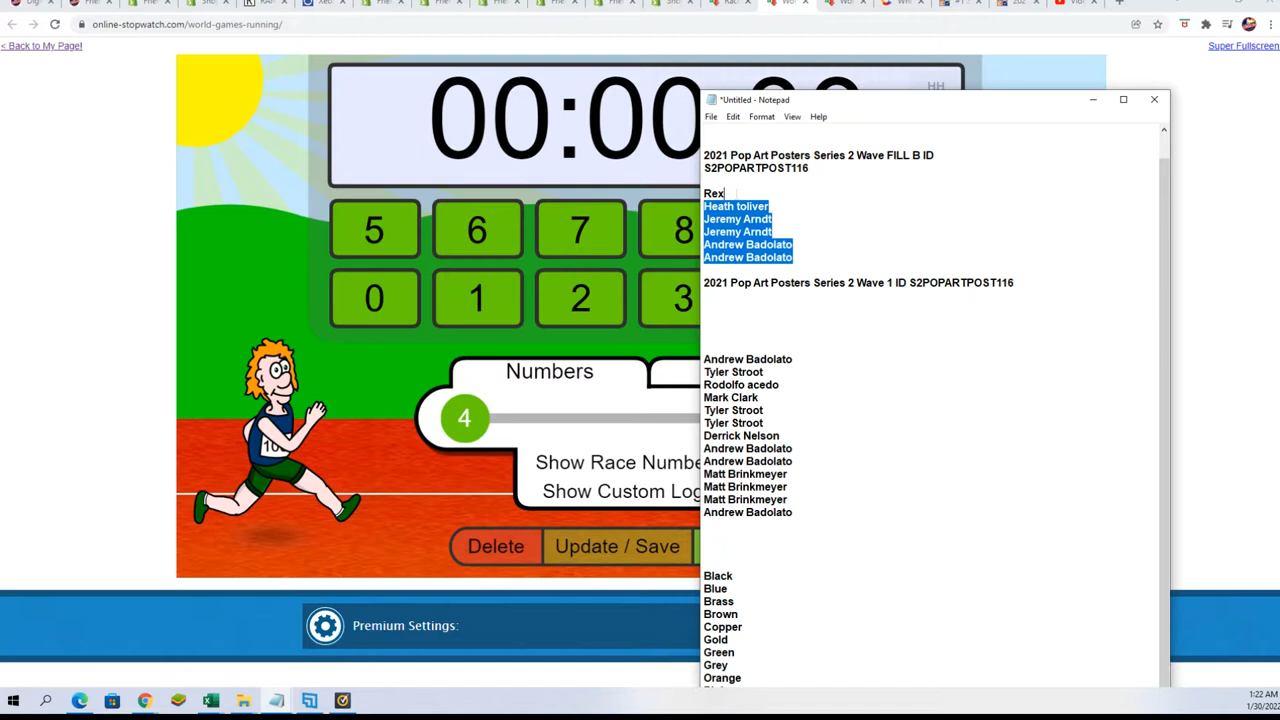 online-stopwatch.com/world-games-running/
< Back to My Page!
Super Fullscreen
00:00
HH
5 6 7 8
0 1 2 3
Numbers
4
Show Race Numbe
Show Custom Log
Delete
Update / Save
Premium Settings:
*Untitled - Notepad
File Edit Format View Help
2021 Pop Art Posters Series 2 Wave FILL B ID
S2POPARTPOST116
Rex
Heath toliver
Jeremy Arndt
Jeremy Arndt
Andrew Badolato
Andrew Badolato
2021 Pop Art Posters Series 2 Wave 1 ID S2POPARTPOST116
Andrew Badolato
Tyler Stroot
Rodolfo acedo
Mark Clark
Tyler Stroot
Tyler Stroot
Derrick Nelson
Andrew Badolato
Andrew Badolato
Matt Brinkmeyer
Matt Brinkmeyer
Matt Brinkmeyer
Andrew Badolato
Black
Blue
Brass
Brown
Copper
Gold
Green
Grey
Orange
1:22 AM
1/30/2022